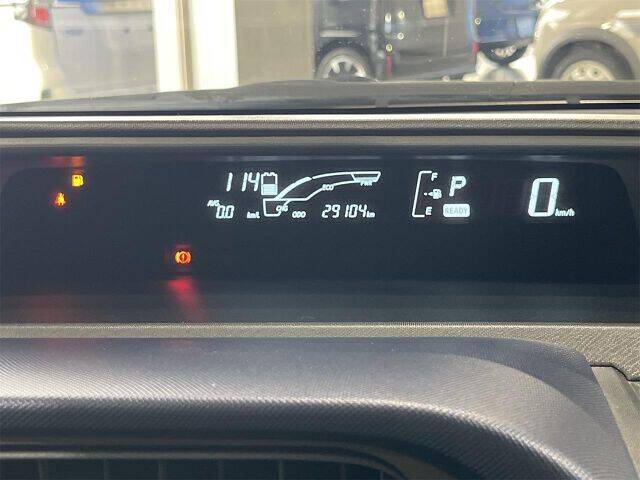 114
ECO PWR
AVG 0.0 km/L CHG ODO 29104 km
F
E
P
READY
0 km/h